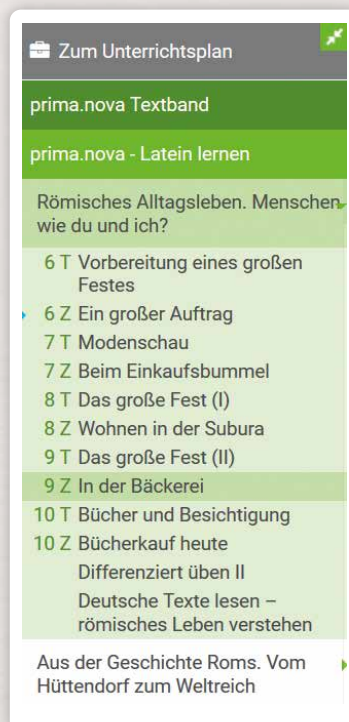 Zum Unterrichtsplan
prima.nova Textband
prima.nova - Latein lernen
Römisches Alltagsleben. Menschen
wie du und ich?
6 T Vorbereitung eines großen
Festes
6 Z Ein großer Auftrag
7 T Modenschau
7 Z Beim Einkaufsbummel
8 T Das große Fest (I)
8 Z Wohnen in der Subura
9 T Das große Fest (II)
9 Z In der Bäckerei
10 T Bücher und Besichtigung
10 Z Bücherkauf heute
Differenziert üben II
Deutsche Texte lesen –
römisches Leben verstehen
Aus der Geschichte Roms. Vom
Hüttendorf zum Weltreich